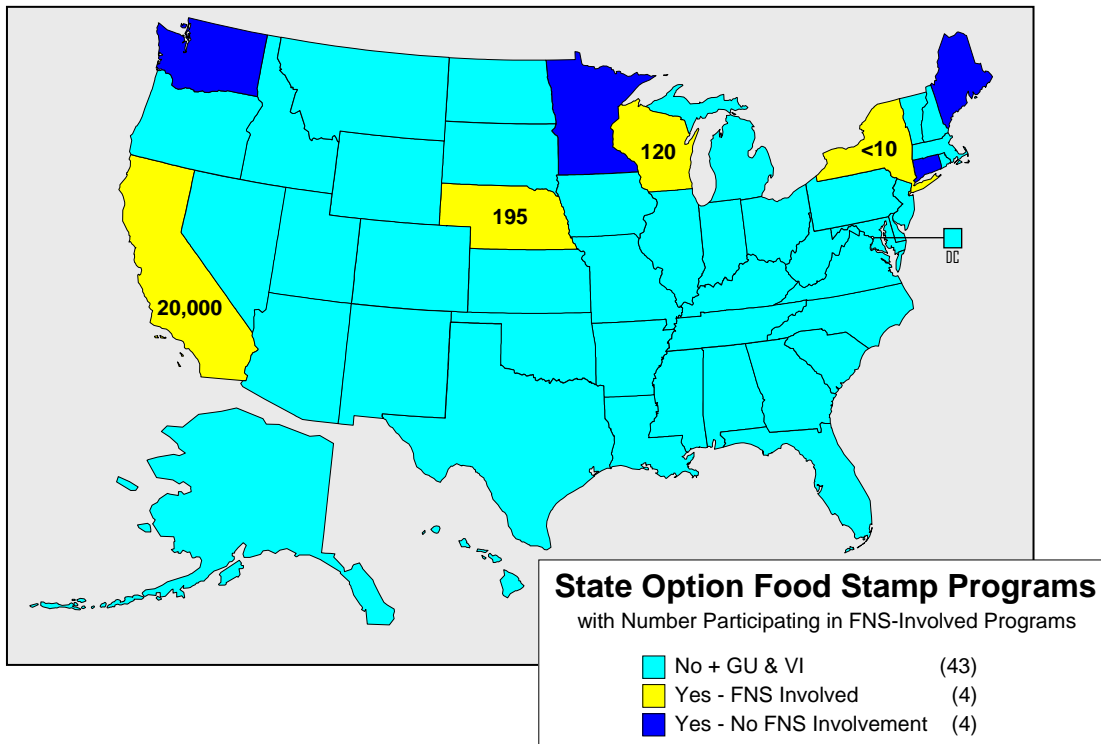 120
<10
195
DC
20,000
State Option Food Stamp Programs
with Number Participating in FNS-Involved Programs
No + GU & VI (43)
Yes - FNS Involved (4)
Yes - No FNS Involvement (4)